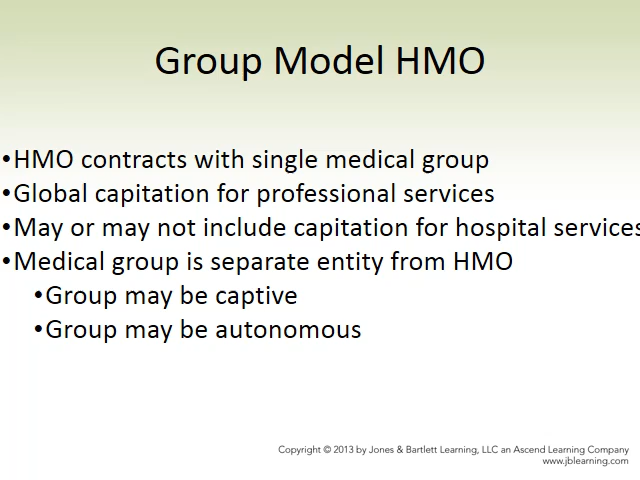 Group Model HMO
•HMO contracts with single medical group
•Global capitation for professional services
•May or may not include capitation for hospital services
•Medical group is separate entity from HMO
•Group may be captive
•Group may be autonomous
Copyright © 2013 by Jones & Bartlett Learning, LLC an Ascend Learning Company
www.jblearning.com